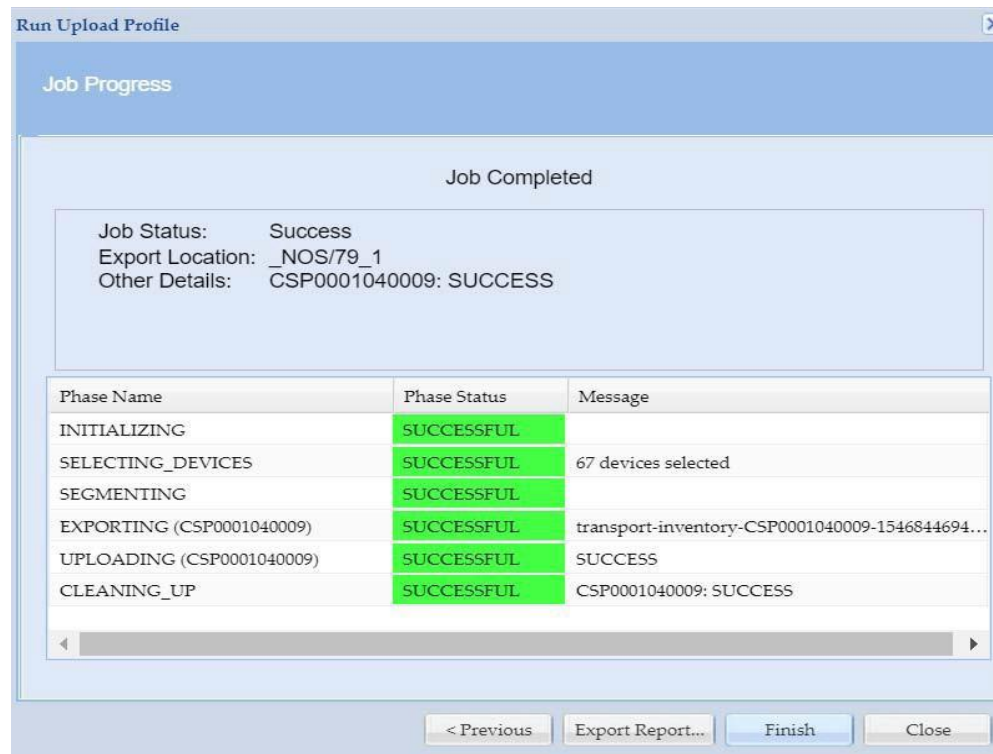 Run Upload Profile
Job Progress
Job Completed
Job Status: Success
Export Location: _NOS/79_1
Other Details: CSP0001040009: SUCCESS
Phase Name Phase Status Message
INITIALIZING SUCCESSFUL
SELECTING_DEVICES SUCCESSFUL 67 devices selected
SEGMENTING SUCCESSFUL
EXPORTING (CSP0001040009) SUCCESSFUL transport-inventory-CSP0001040009-1546844694...
UPLOADING (CSP0001040009) SUCCESSFUL SUCCESS
CLEANING_UP SUCCESSFUL CSP0001040009: SUCCESS
< Previous Export Report... Finish Close